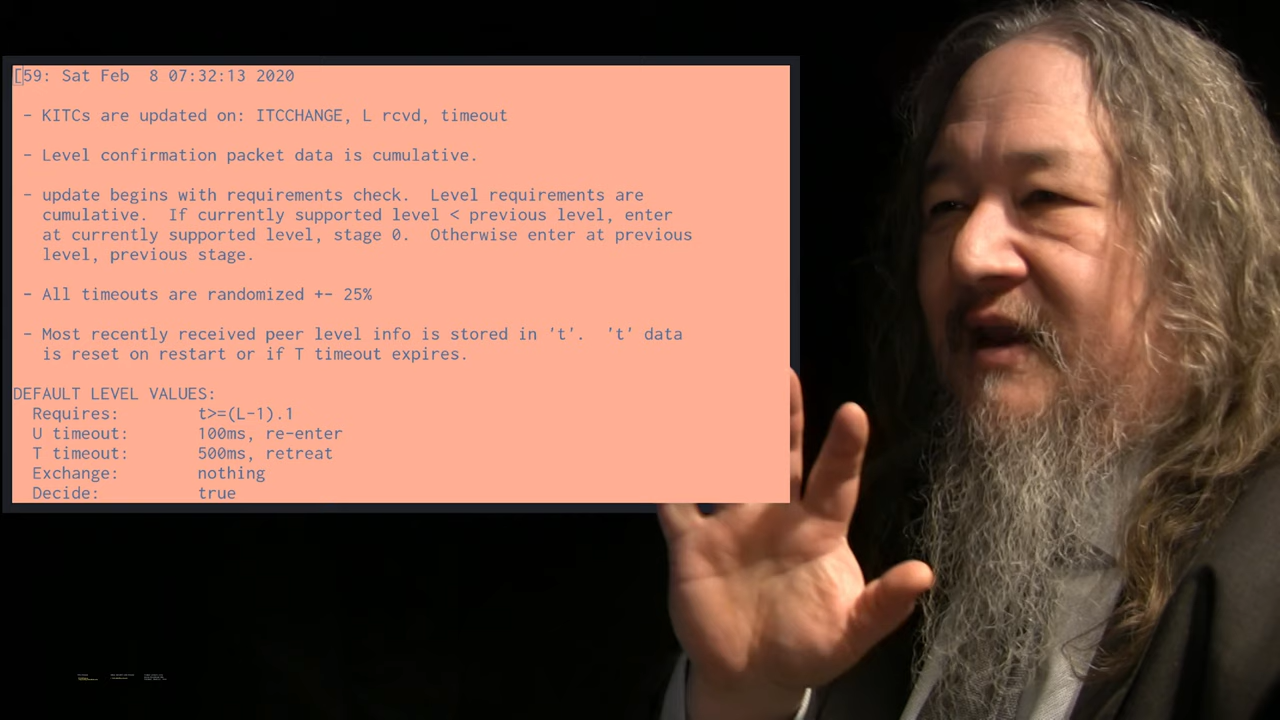 [59: Sat Feb  8 07:32:13 2020
- KITCs are updated on: ITCCHANGE, L rcvd, timeout
- Level confirmation packet data is cumulative.
- update begins with requirements check.  Level requirements are
cumulative.  If currently supported level < previous level, enter
at currently supported level, stage 0.  Otherwise enter at previous
level, previous stage.
- All timeouts are randomized +- 25%
- Most recently received peer level info is stored in 't'.  't' data
is reset on restart or if T timeout expires.
DEFAULT LEVEL VALUES:
Requires:        t>=(L-1).1
U timeout:       100ms, re-enter
T timeout:       500ms, retreat
Exchange:        nothing
Decide:          true